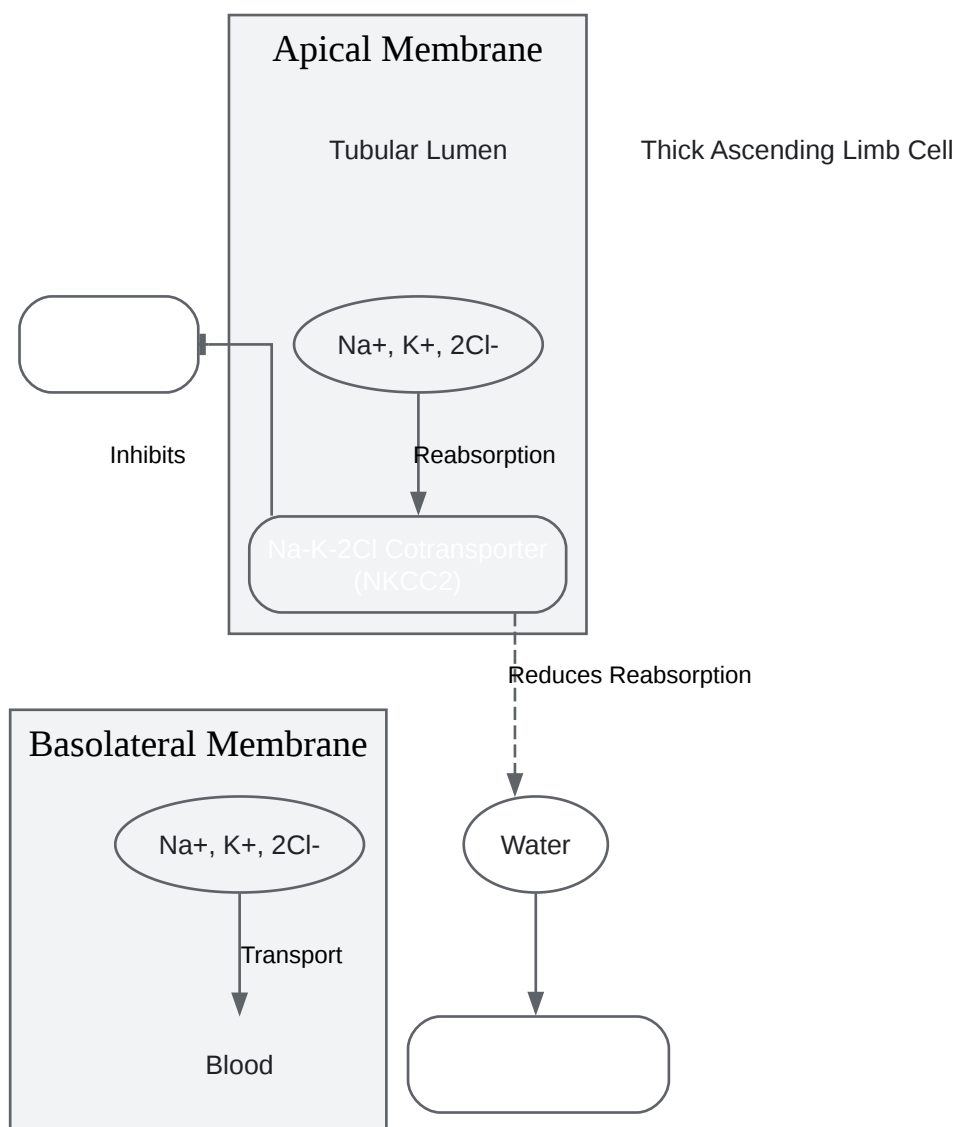 Apical Membrane
Tubular Lumen
Thick Ascending Limb Cell
Na+, K+, 2Cl-
Inhibits
Reabsorption
Na-K-2Cl Cotransporter
(NKCC2)
Reduces Reabsorption
Basolateral Membrane
Na+, K+, 2Cl-
Water
Transport
Blood